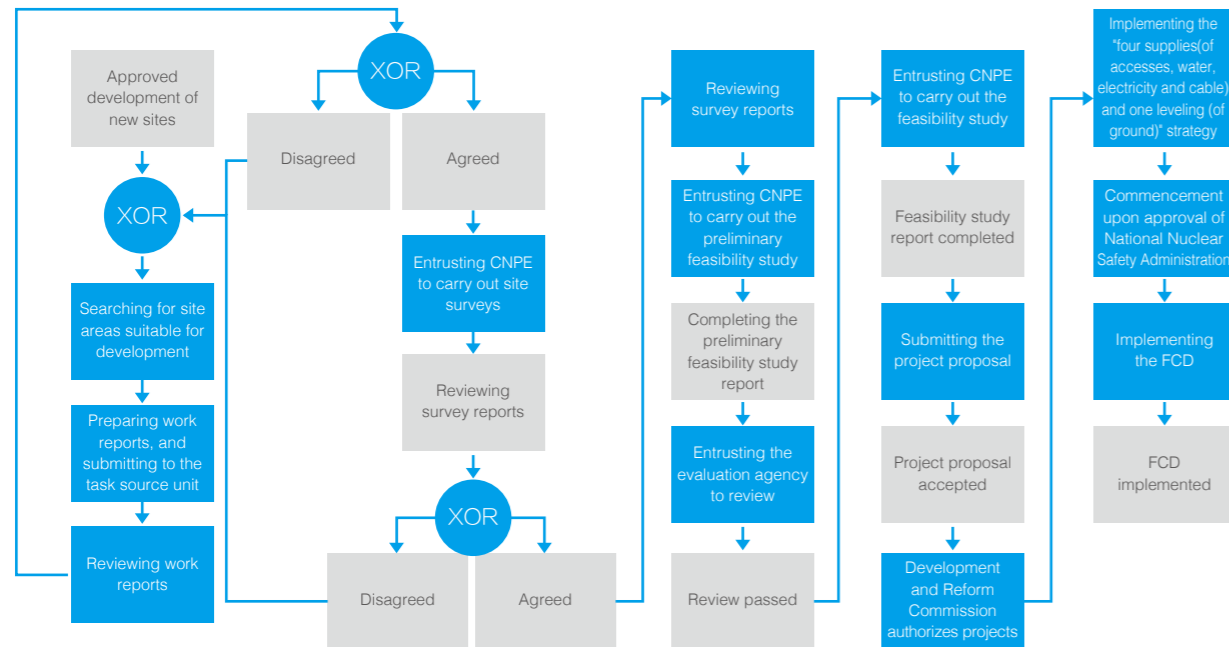 Approved
development of
new sites
XOR
Searching for site
areas suitable for
development
Preparing work
reports, and
submitting to the
task source unit
Reviewing work
reports
XOR
Disagreed
Agreed
Entrusting CNPE
to carry out site
surveys
Reviewing
survey reports
XOR
Disagreed
Agreed
Reviewing
survey reports
Entrusting CNPE
to carry out the
preliminary
feasibility study
Completing the
preliminary
feasibility study
report
Entrusting the
evaluation agency
to review
Review passed
Entrusting CNPE
to carry out the
feasibility study
Feasibility study
report completed
Submitting the
project proposal
Project proposal
accepted
Development
and Reform
Commission
authorizes projects
Implementing the
"four supplies(of
accesses, water,
electricity and cable)
and one leveling (of
ground)" strategy
Commencement
upon approval of
National Nuclear
Safety Administration
Implementing
the FCD
FCD
implemented